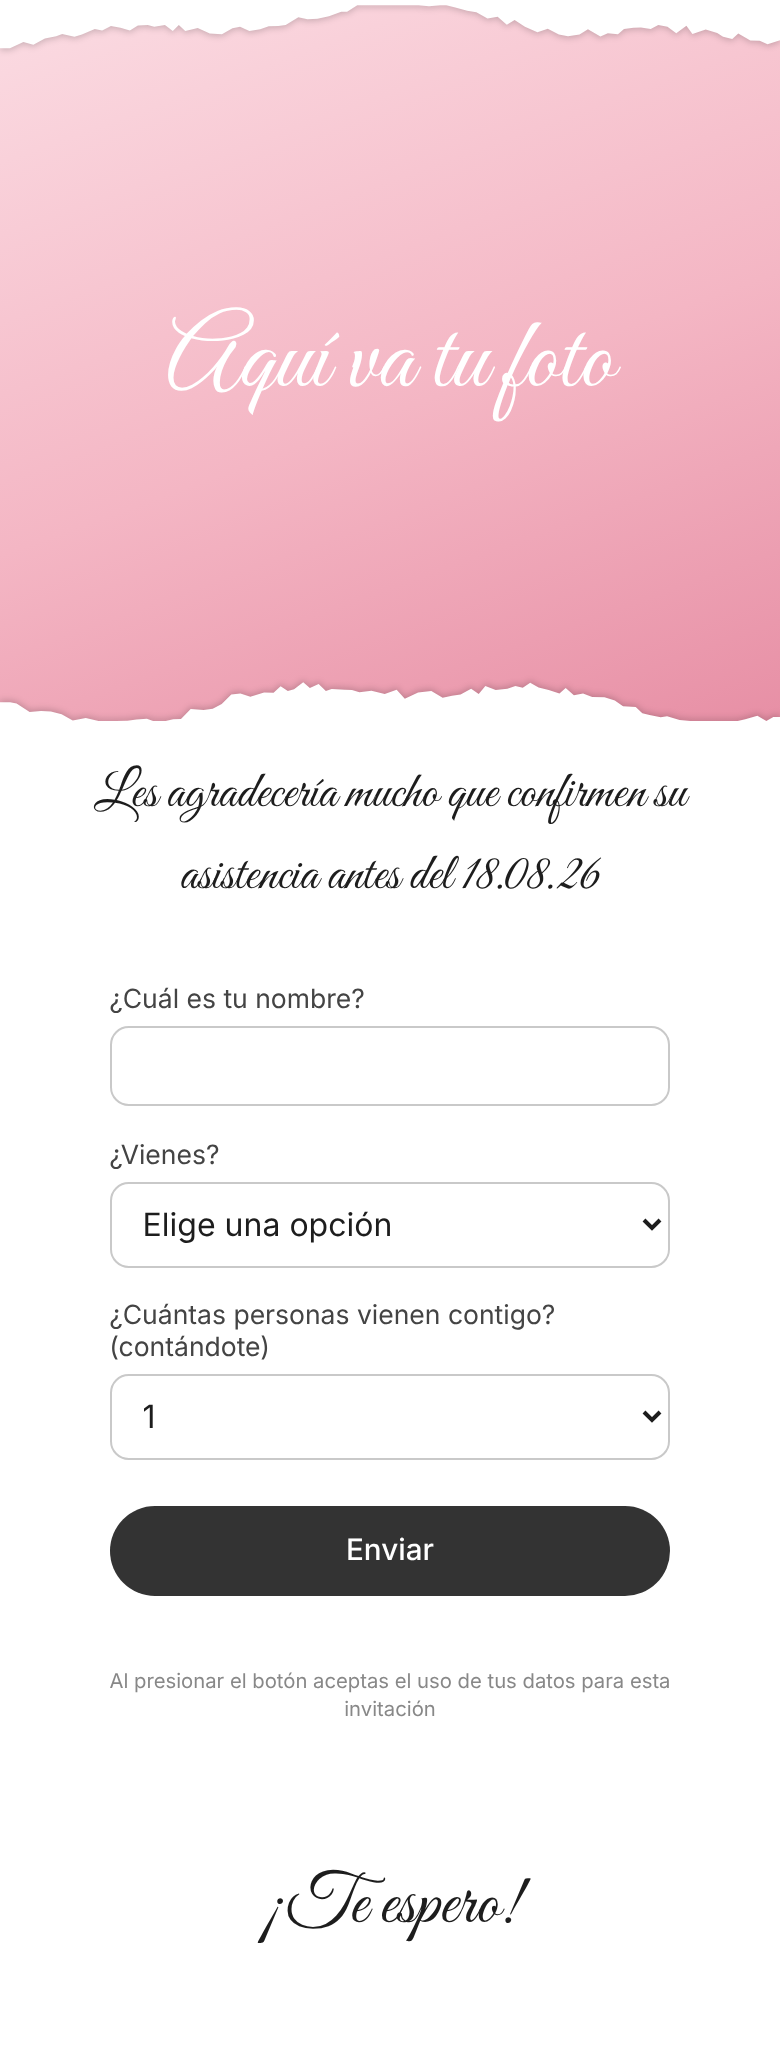 Aquí va tu foto
Les agradecería mucho que confirmen su
asistencia antes del 18.08.26
¿Cuál es tu nombre?
¿Vienes?
Elige una opción
¿Cuántas personas vienen contigo?
(contándote)
1
Enviar
Al presionar el botón aceptas el uso de tus datos para esta
invitación
¡Te espero!